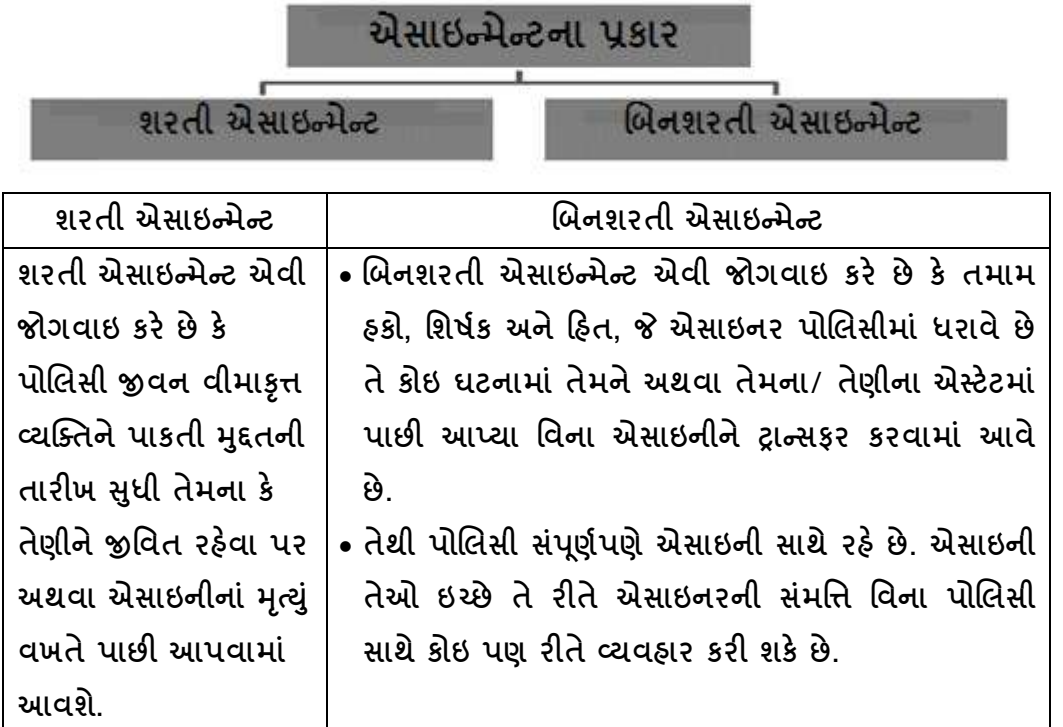 એસાઇન્મેન્ટના પ્રકાર
શરતી એસાઇન્મેન્ટ
બિનશરતી એસાઇન્મેન્ટ
શરતી એસાઇન્મેન્ટ
બિનશરતી એસાઇન્મેન્ટ
શરતી એસાઇન્મેન્ટ એવી
જોગવાઇ કરે છે કે
પોલિસી જીવન વીમાકૃત્ત
વ્યક્તિને પાકતી મુદ્દતની
તારીખ સુધી તેમના કે
તેણીને જીવિત રહેવા પર
અથવા એસાઇનીનાં મૃત્યું
વખતે પાછી આપવામાં
આવશે.
• બિનશરતી એસાઇન્મેન્ટ એવી જોગવાઇ કરે છે કે તમામ
હકો, શિર્ષક અને હિત, જે એસાઇનર પોલિસીમાં ધરાવે છે
તે કોઇ ઘટનામાં તેમને અથવા તેમના/ તેણીના એસ્ટેટમાં
પાછી આપ્યા વિના એસાઇનીને ટ્રાન્સફર કરવામાં આવે
છે.
• તેથી પોલિસી સંપૂર્ણપણે એસાઇની સાથે રહે છે. એસાઇની
તેઓ ઇચ્છે તે રીતે એસાઇનરની સંમત્તિ વિના પોલિસી
સાથે કોઇ પણ રીતે વ્યવહાર કરી શકે છે.